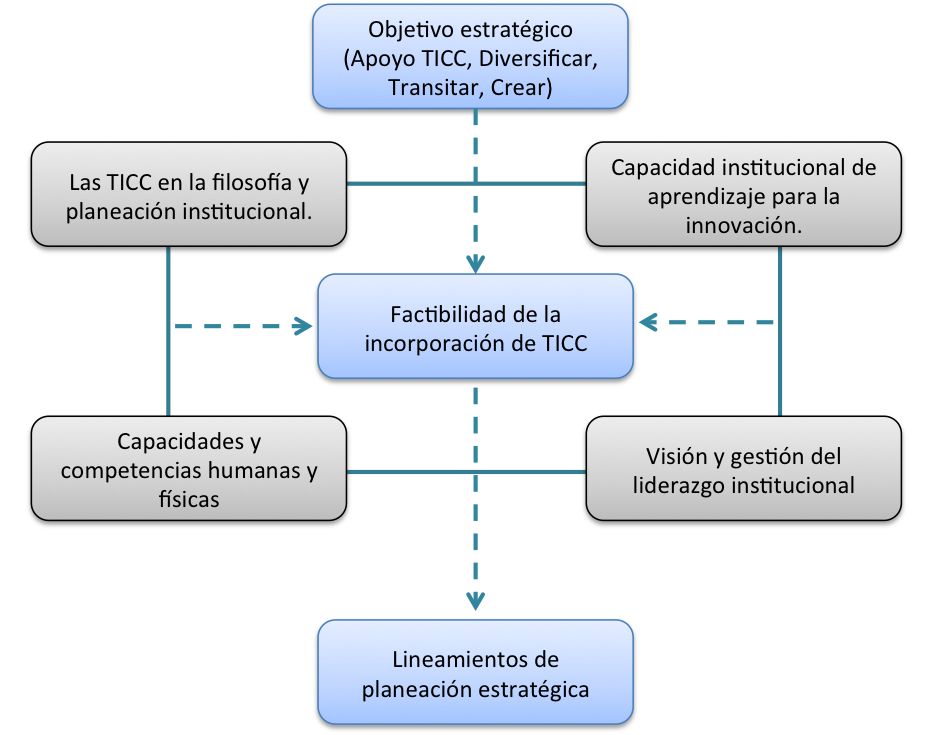 Objetivo estratégico
(Apoyo TICC, Diversificar,
Transitar, Crear)
Las TICC en la filosofía y
planeación institucional.
Capacidad institucional de
aprendizaje para la
innovación.
Factibilidad de la
incorporación de TICC
Capacidades y
competencias humanas y
físicas
Visión y gestión del
liderazgo institucional
Lineamientos de
planeación estratégica